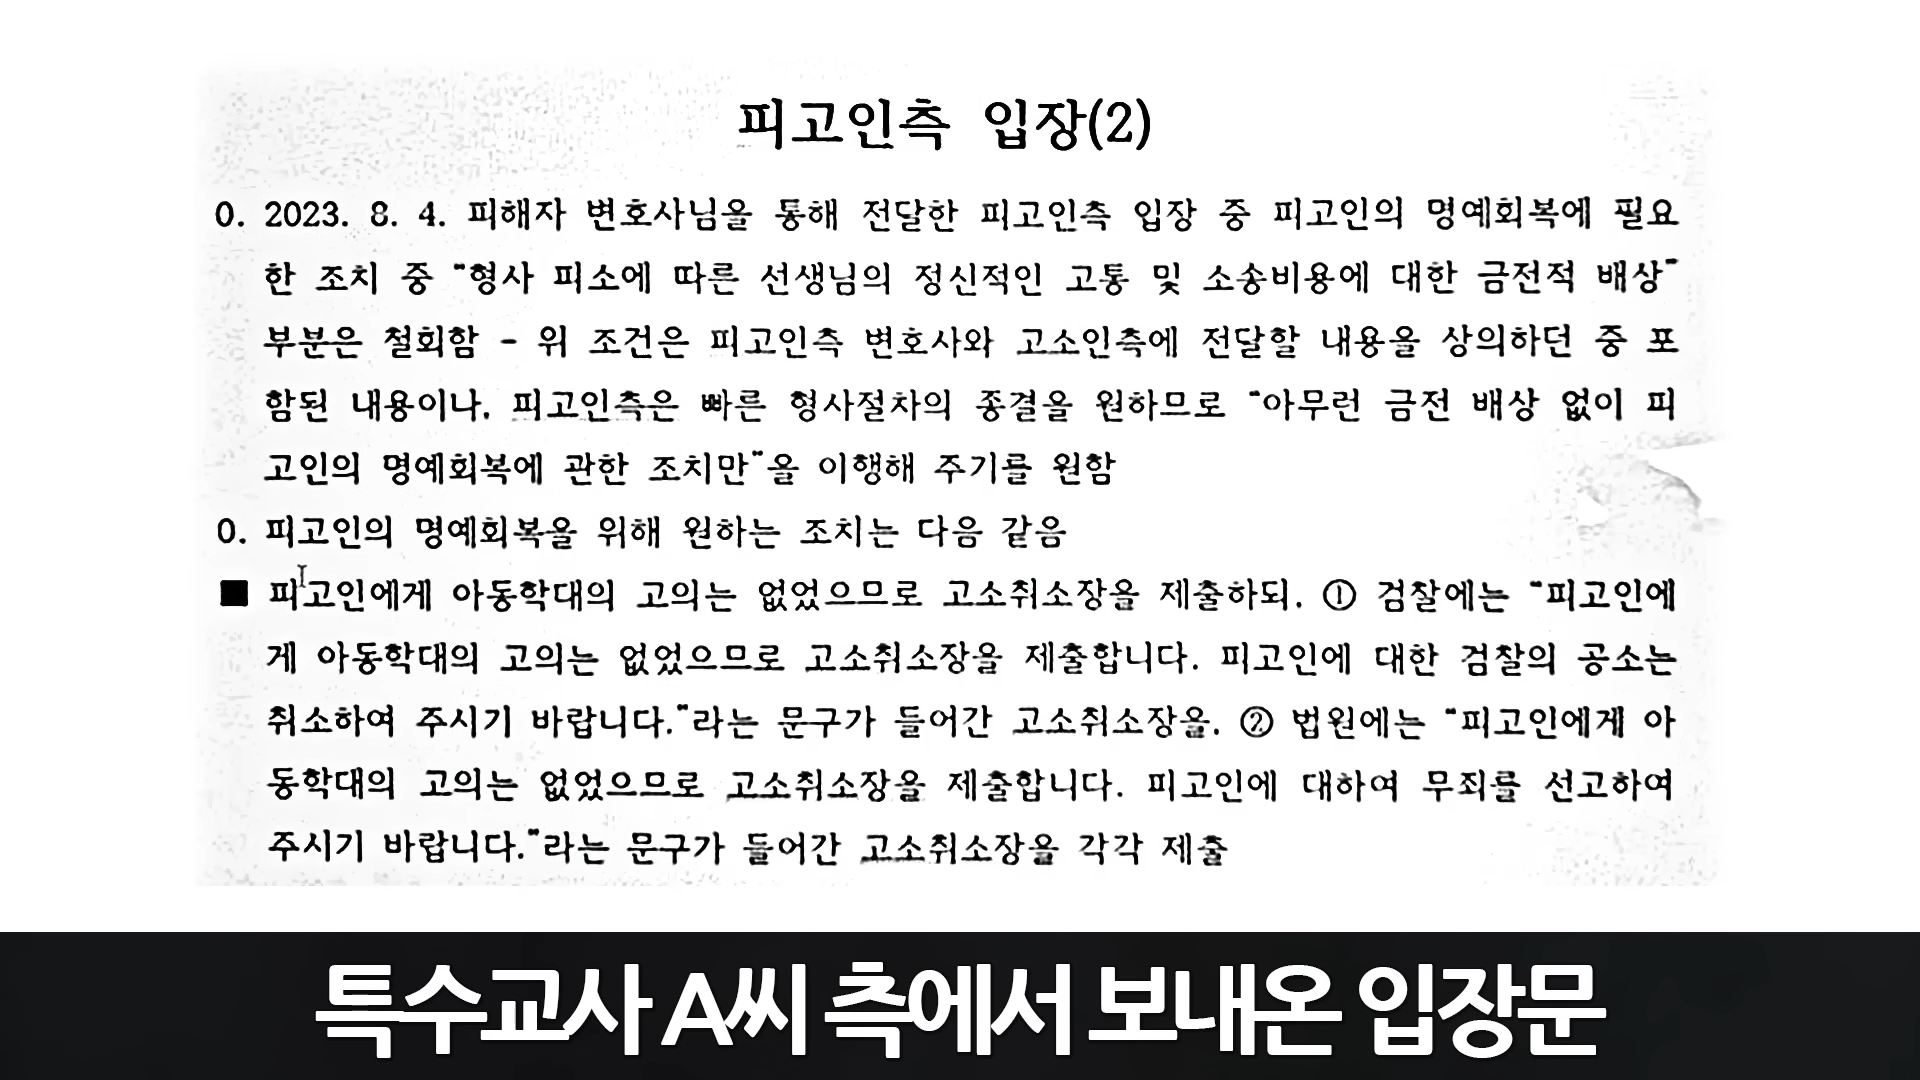 피고인측 입장(2)
0. 2023. 8. 4. 피해자 변호사님을 통해 전달한 피고인측 입장 중 피고인의 명예회복에 필요
한 조치 중 "형사 피소에 따른 선생님의 정신적인 고통 및 소송비용에 대한 금전적 배상"
부분은 철회함 - 위 조건은 피고인측 변호사와 고소인측에 전달할 내용을 상의하던 중 포
함된 내용이나, 피고인측은 빠른 형사절차의 종결을 원하므로 "아무런 금전 배상 없이 피
고인의 명예회복에 관한 조치만"을 이행해 주기를 원함
0. 피고인의 명예회복을 위해 원하는 조치는 다음 같음
■ 피고인에게 아동학대의 고의는 없었으므로 고소취소장을 제출하되, ① 검찰에는 "피고인에
게 아동학대의 고의는 없었으므로 고소취소장을 제출합니다. 피고인에 대한 검찰의 공소는
취소하여 주시기 바랍니다."라는 문구가 들어간 고소취소장을, ② 법원에는 "피고인에게 아
동학대의 고의는 없었으므로 고소취소장을 제출합니다. 피고인에 대하여 무죄를 선고하여
주시기 바랍니다."라는 문구가 들어간 고소취소장을 각각 제출
특수교사 A씨 측에서 보내온 입장문